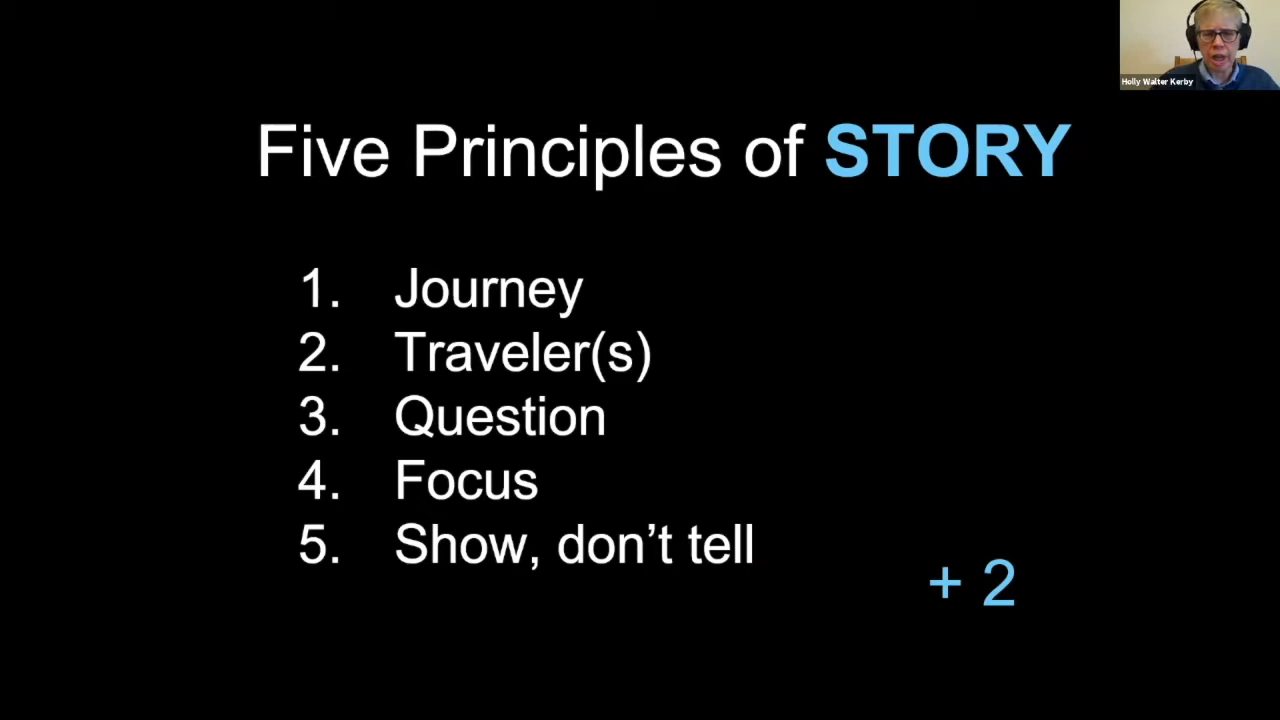 Holly Walter Kerby
Five Principles of STORY
1. Journey
2. Traveler(s)
3. Question
4. Focus
5. Show, don’t tell
+ 2